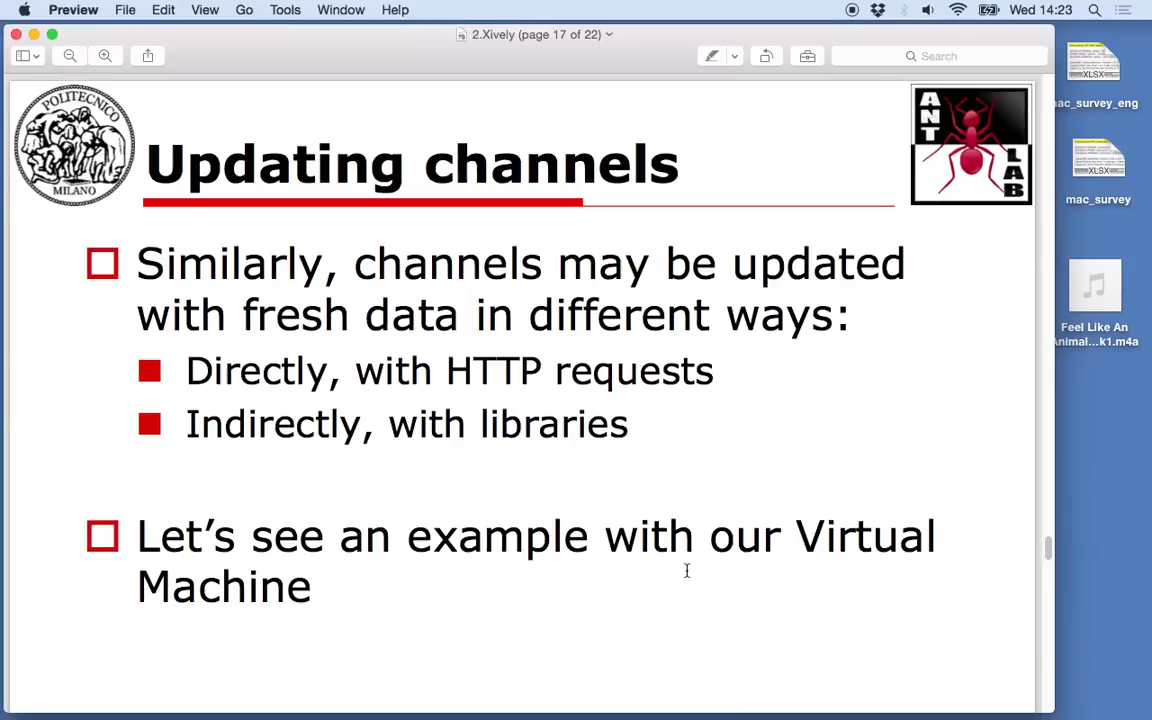 Preview File Edit View Go Tools Window Help Wed 14:23
2.Xively (page 17 of 22)
Search
POLITECNICO
MILANO
ANT
LAB
Updating channels
Similarly, channels may be updated
with fresh data in different ways:
Directly, with HTTP requests
Indirectly, with libraries
Let's see an example with our Virtual
Machine
XLSX
mac_survey_eng
XLSX
mac_survey
Feel Like An
Animal...k1.m4a